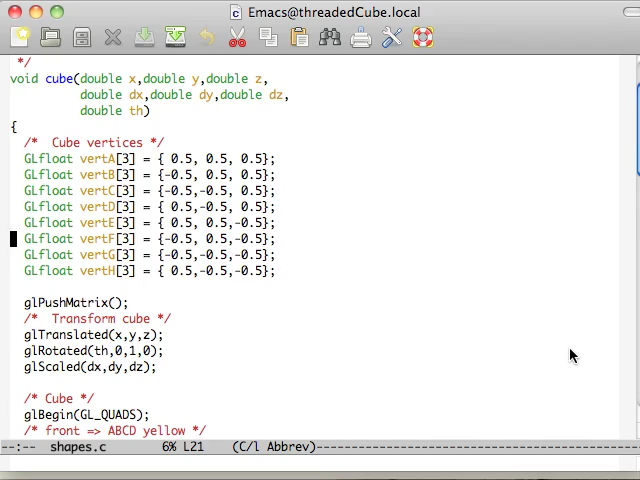 Emacs@threadedCube.local
*/
void cube(double x,double y,double z,
double dx,double dy,double dz,
double th)
{
/*  Cube vertices */
GLfloat vertA[3] = { 0.5, 0.5, 0.5};
GLfloat vertB[3] = {-0.5, 0.5, 0.5};
GLfloat vertC[3] = {-0.5,-0.5, 0.5};
GLfloat vertD[3] = { 0.5,-0.5, 0.5};
GLfloat vertE[3] = { 0.5, 0.5,-0.5};
GLfloat vertF[3] = {-0.5, 0.5,-0.5};
GLfloat vertG[3] = {-0.5,-0.5,-0.5};
GLfloat vertH[3] = { 0.5,-0.5,-0.5};
glPushMatrix();
/*  Transform cube */
glTranslated(x,y,z);
glRotated(th,0,1,0);
glScaled(dx,dy,dz);
/* Cube */
glBegin(GL_QUADS);
/* front => ABCD yellow */
--:--  shapes.c       6% L21    (C/l Abbrev)----------------------------------------